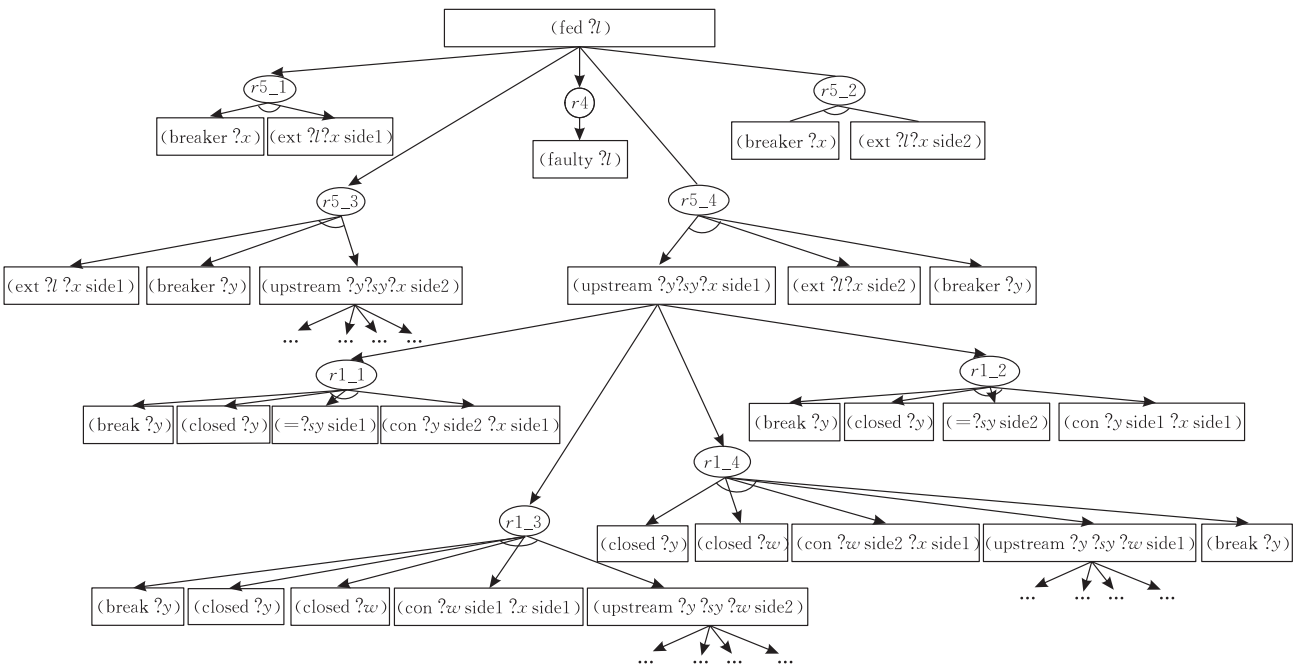 (fed ?l)
r5_1
r4
r5_2
(breaker ?x)
(ext ?l?x side1)
(faulty ?l)
(breaker ?x)
(ext ?l?x side2)
r5_3
r5_4
(ext ?l ?x side1)
(breaker ?y)
(upstream ?y?sy?x side2)
(upstream ?y?sy?x side1)
(ext ?l?x side2)
(breaker ?y)
... ... ... ...
r1_1
r1_2
(break ?y)
(closed ?y)
(=?sy side1)
(con ?y side2 ?x side1)
(break ?y)
(closed ?y)
(=?sy side2)
(con ?y side1 ?x side1)
r1_4
r1_3
(closed ?y)
(closed ?w)
(con ?w side2 ?x side1)
(upstream ?y ?sy ?w side1)
(break ?y)
... ... ... ...
(break ?y)
(closed ?y)
(closed ?w)
(con ?w side1 ?x side1)
(upstream ?y ?sy ?w side2)
... ... ... ...